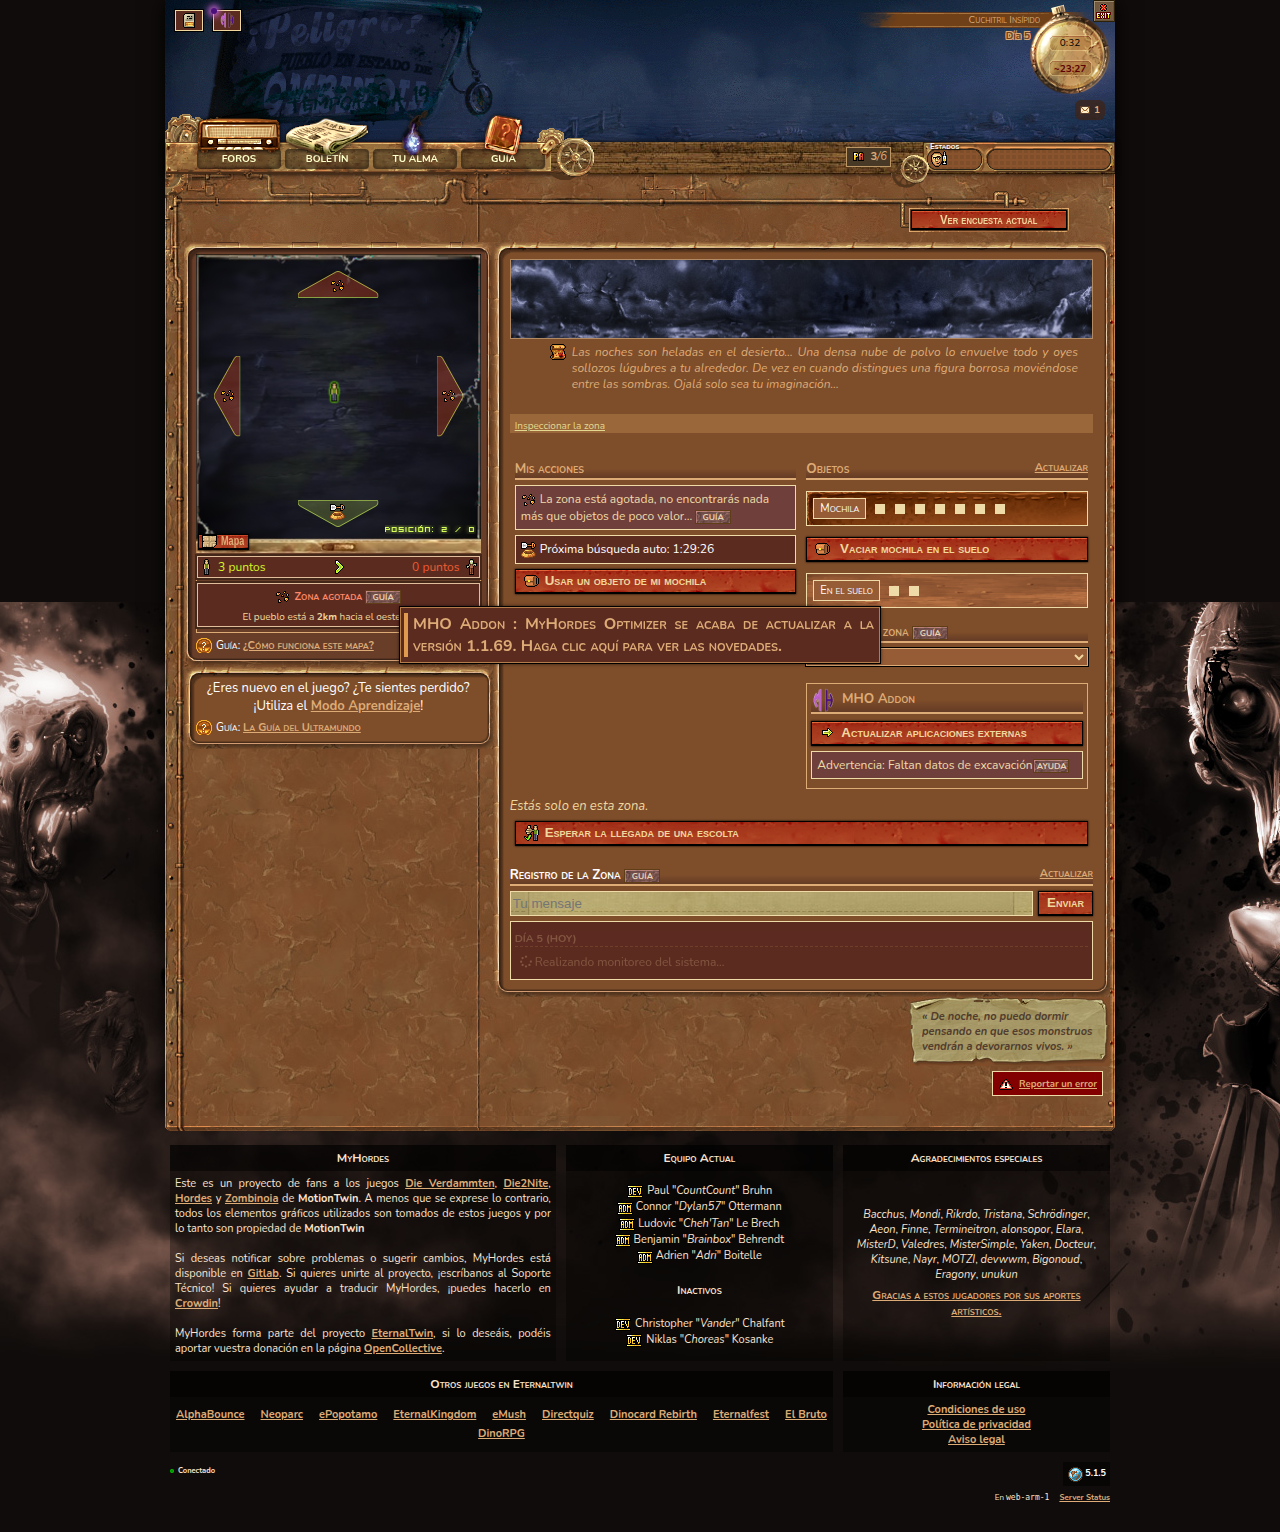 ¡Peligro!
PUEBLO EN ESTADO DE
Cuchitril Insípido
EXIT
Día 5
0:32
~23:27
1
FOROS
BOLETÍN
TU ALMA
GUÍA
PA 3/6
Estados
Ver encuesta actual
Las noches son heladas en el desierto... Una densa nube de polvo lo envuelve todo y oyes
sollozos lúgubres a tu alrededor. De vez en cuando distingues una figura borrosa moviéndose
entre las sombras. Ojalá solo sea tu imaginación...
Inspeccionar la zona
POSICIÓN: 2 / 0
Mapa
3 puntos
0 puntos
Zona agotada GUÍA
El pueblo está a 2km hacia el oeste
Guía: ¿Cómo funciona este mapa?
¿Eres nuevo en el juego? ¿Te sientes perdido?
¡Utiliza el Modo Aprendizaje!
Guía: La Guía del Ultramundo
Mis acciones
La zona está agotada, no encontrarás nada
más que objetos de poco valor... GUÍA
Próxima búsqueda auto: 1:29:26
Usar un objeto de mi mochila
Objetos
Actualizar
Mochila
Vaciar mochila en el suelo
En el suelo
zona GUÍA
MHO Addon : MyHordes Optimizer se acaba de actualizar a la
versión 1.1.69. Haga clic aquí para ver las novedades.
MHO Addon
Actualizar aplicaciones externas
Advertencia: Faltan datos de excavación AYUDA
Estás solo en esta zona.
Esperar la llegada de una escolta
Registro de la Zona GUÍA
Actualizar
Tu mensaje
Enviar
DÍA 5 (HOY)
Realizando monitoreo del sistema...
« De noche, no puedo dormir
pensando en que esos monstruos
vendrán a devorarnos vivos. »
Reportar un error
MyHordes
Este es un proyecto de fans a los juegos Die Verdammten, Die2Nite,
Hordes y Zombinoia de MotionTwin. A menos que se exprese lo contrario,
todos los elementos gráficos utilizados son tomados de estos juegos y por
lo tanto son propiedad de MotionTwin
Si deseas notificar sobre problemas o sugerir cambios, MyHordes está
disponible en Gitlab. Si quieres unirte al proyecto, ¡escríbanos al Soporte
Técnico! Si quieres ayudar a traducir MyHordes, ¡puedes hacerlo en
Crowdin!
MyHordes forma parte del proyecto EternalTwin, si lo deseáis, podéis
aportar vuestra donación en la página OpenCollective.
Equipo Actual
DEV Paul "CountCount" Bruhn
ADM Connor "Dylan57" Ottermann
ADM Ludovic "Cheh'Tan" Le Brech
ADM Benjamin "Brainbox" Behrendt
ADM Adrien "Adri" Boitelle
Inactivos
DEV Christopher "Vander" Chalfant
DEV Niklas "Choreas" Kosanke
Agradecimientos especiales
Bacchus, Mondi, Rikrdo, Tristana, Schrödinger,
Aeon, Finne, Termineitron, alonsopor, Elara,
MisterD, Valedres, MisterSimple, Yaken, Docteur,
Kitsune, Nayr, MOTZI, devwwm, Bigonoud,
Eragony, unukun
Gracias a estos jugadores por sus aportes
artísticos.
Otros juegos en Eternaltwin
AlphaBounce Neoparc ePopotamo EternalKingdom eMush Directquiz Dinocard Rebirth Eternalfest El Bruto
DinoRPG
Información legal
Condiciones de uso
Política de privacidad
Aviso legal
Conectado
5.1.5
En web-arm-1 Server Status